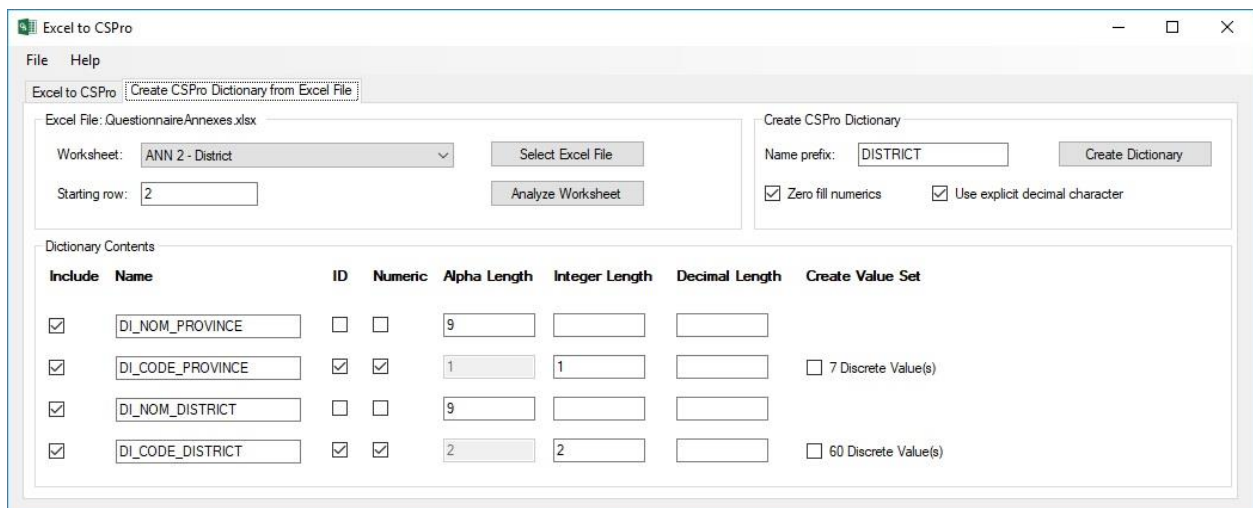 Excel to CSPro
File Help
Excel to CSPro Create CSPro Dictionary from Excel File
Excel File: QuestionnaireAnnexes.xlsx Create CSPro Dictionary
Worksheet: ANN 2 - District Select Excel File Name prefix: DISTRICT Create Dictionary
Starting row: 2 Analyze Worksheet Zero fill numerics Use explicit decimal character
Dictionary Contents
Include Name ID Numeric Alpha Length Integer Length Decimal Length Create Value Set
DI_NOM_PROVINCE 9
DI_CODE_PROVINCE 1 1 7 Discrete Value(s)
DI_NOM_DISTRICT 9
DI_CODE_DISTRICT 2 2 60 Discrete Value(s)